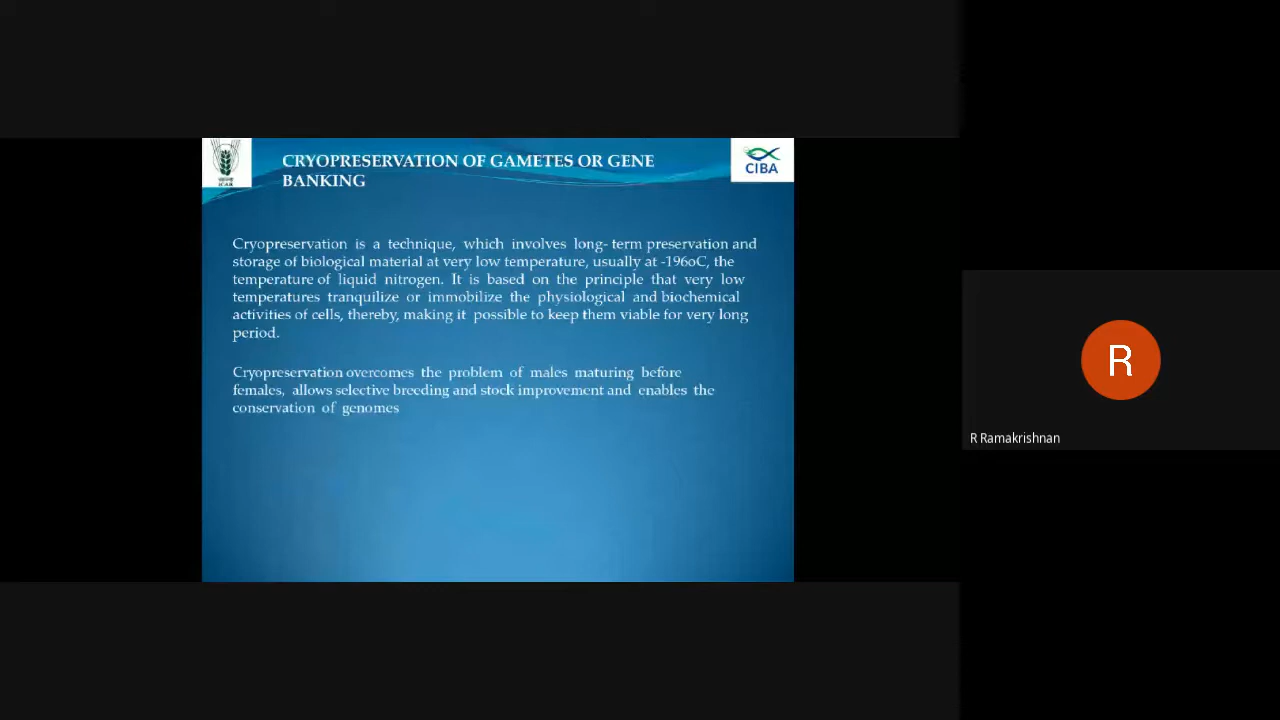 CRYOPRESERVATION OF GAMETES OR GENE
BANKING
ICAR
CIBA
Cryopreservation is a technique, which involves long- term preservation and
storage of biological material at very low temperature, usually at -196oC, the
temperature of liquid nitrogen. It is based on the principle that very low
temperatures tranquilize or immobilize the physiological and biochemical
activities of cells, thereby, making it possible to keep them viable for very long
period.
Cryopreservation overcomes the problem of males maturing before
females, allows selective breeding and stock improvement and enables the
conservation of genomes
R
R Ramakrishnan